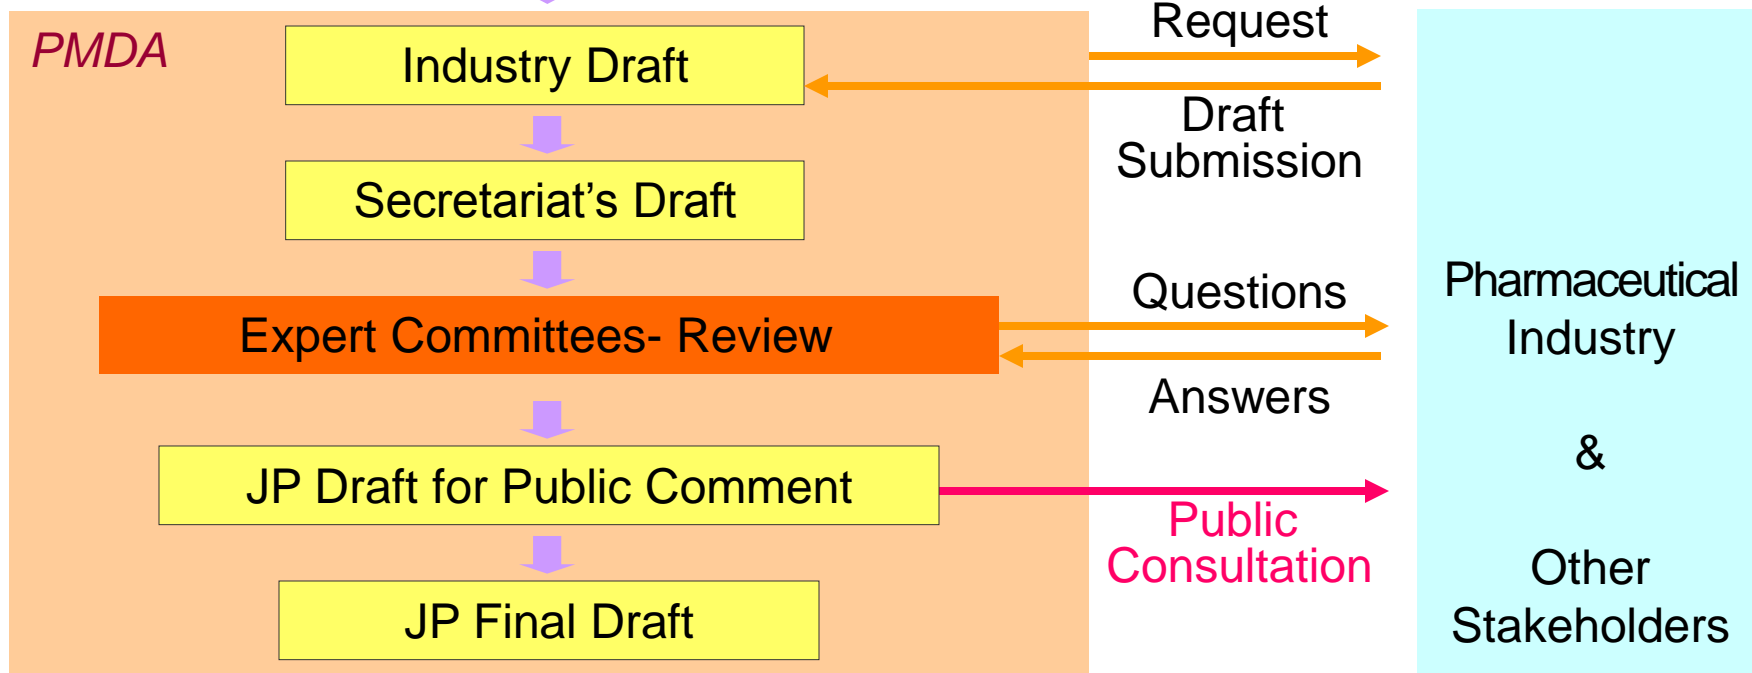 PMDA
Industry Draft
Request
Draft
Submission
Secretariat’s Draft
Expert Committees- Review
Questions
Answers
JP Draft for Public Comment
Public
Consultation
JP Final Draft
Pharmaceutical
Industry
&
Other
Stakeholders